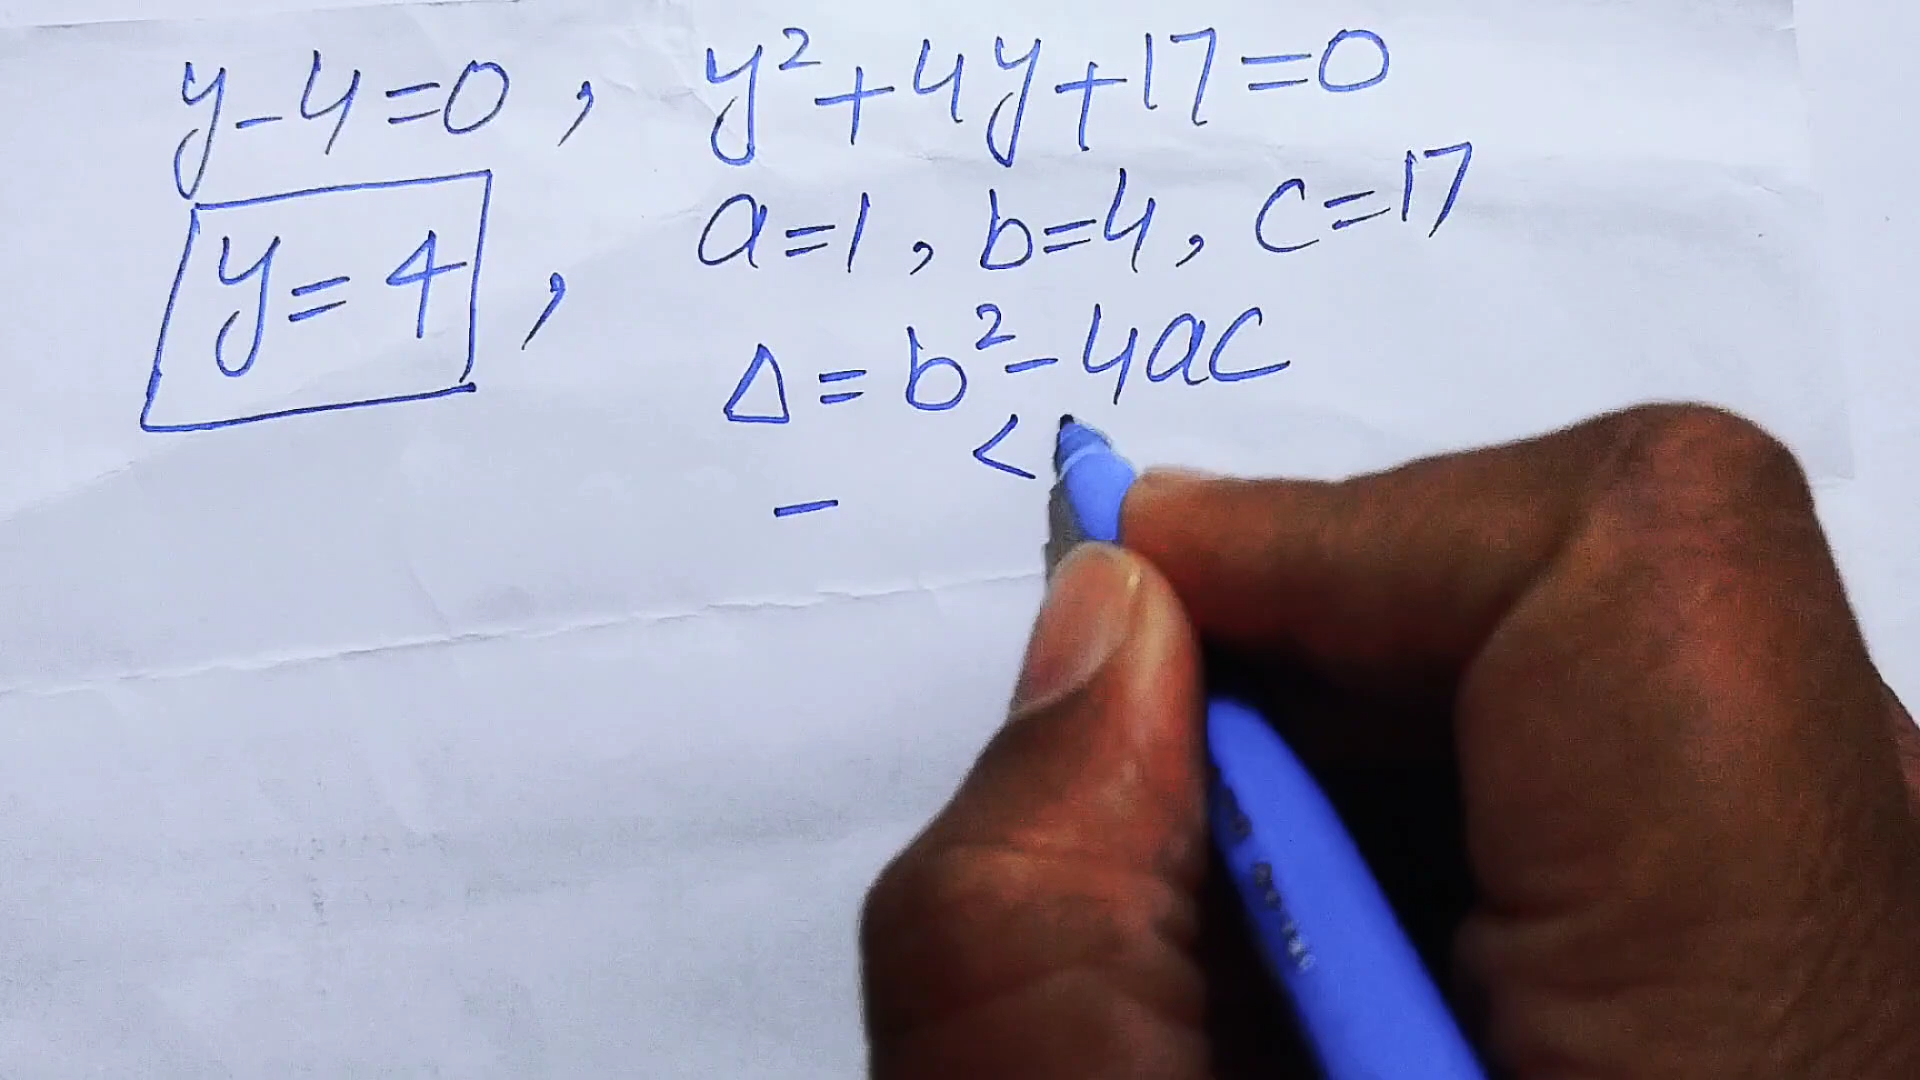 y-4=0, y²+4y+17=0
y=4, a=1, b=4, c=17
Δ=b²-4ac
<
-